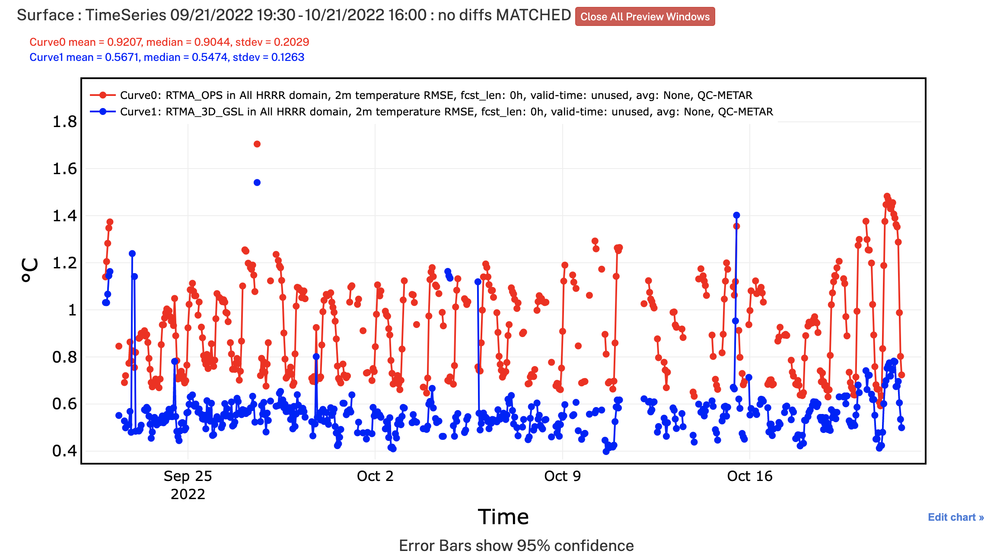 Surface : TimeSeries 09/21/2022 19:30 - 10/21/2022 16:00 : no diffs MATCHED Close All Preview Windows
Curve0 mean = 0.9207, median = 0.9044, stdev = 0.2029
Curve1 mean = 0.5671, median = 0.5474, stdev = 0.1263
Curve0: RTMA_OPS in All HRRR domain, 2m temperature RMSE, fcst_len: 0h, valid-time: unused, avg: None, QC-METAR
Curve1: RTMA_3D_GSL in All HRRR domain, 2m temperature RMSE, fcst_len: 0h, valid-time: unused, avg: None, QC-METAR
1.8
1.6
1.4
1.2
1
0.8
0.6
0.4
°C
Sep 25 Oct 2 Oct 9 Oct 16
2022
Time
Edit chart »
Error Bars show 95% confidence